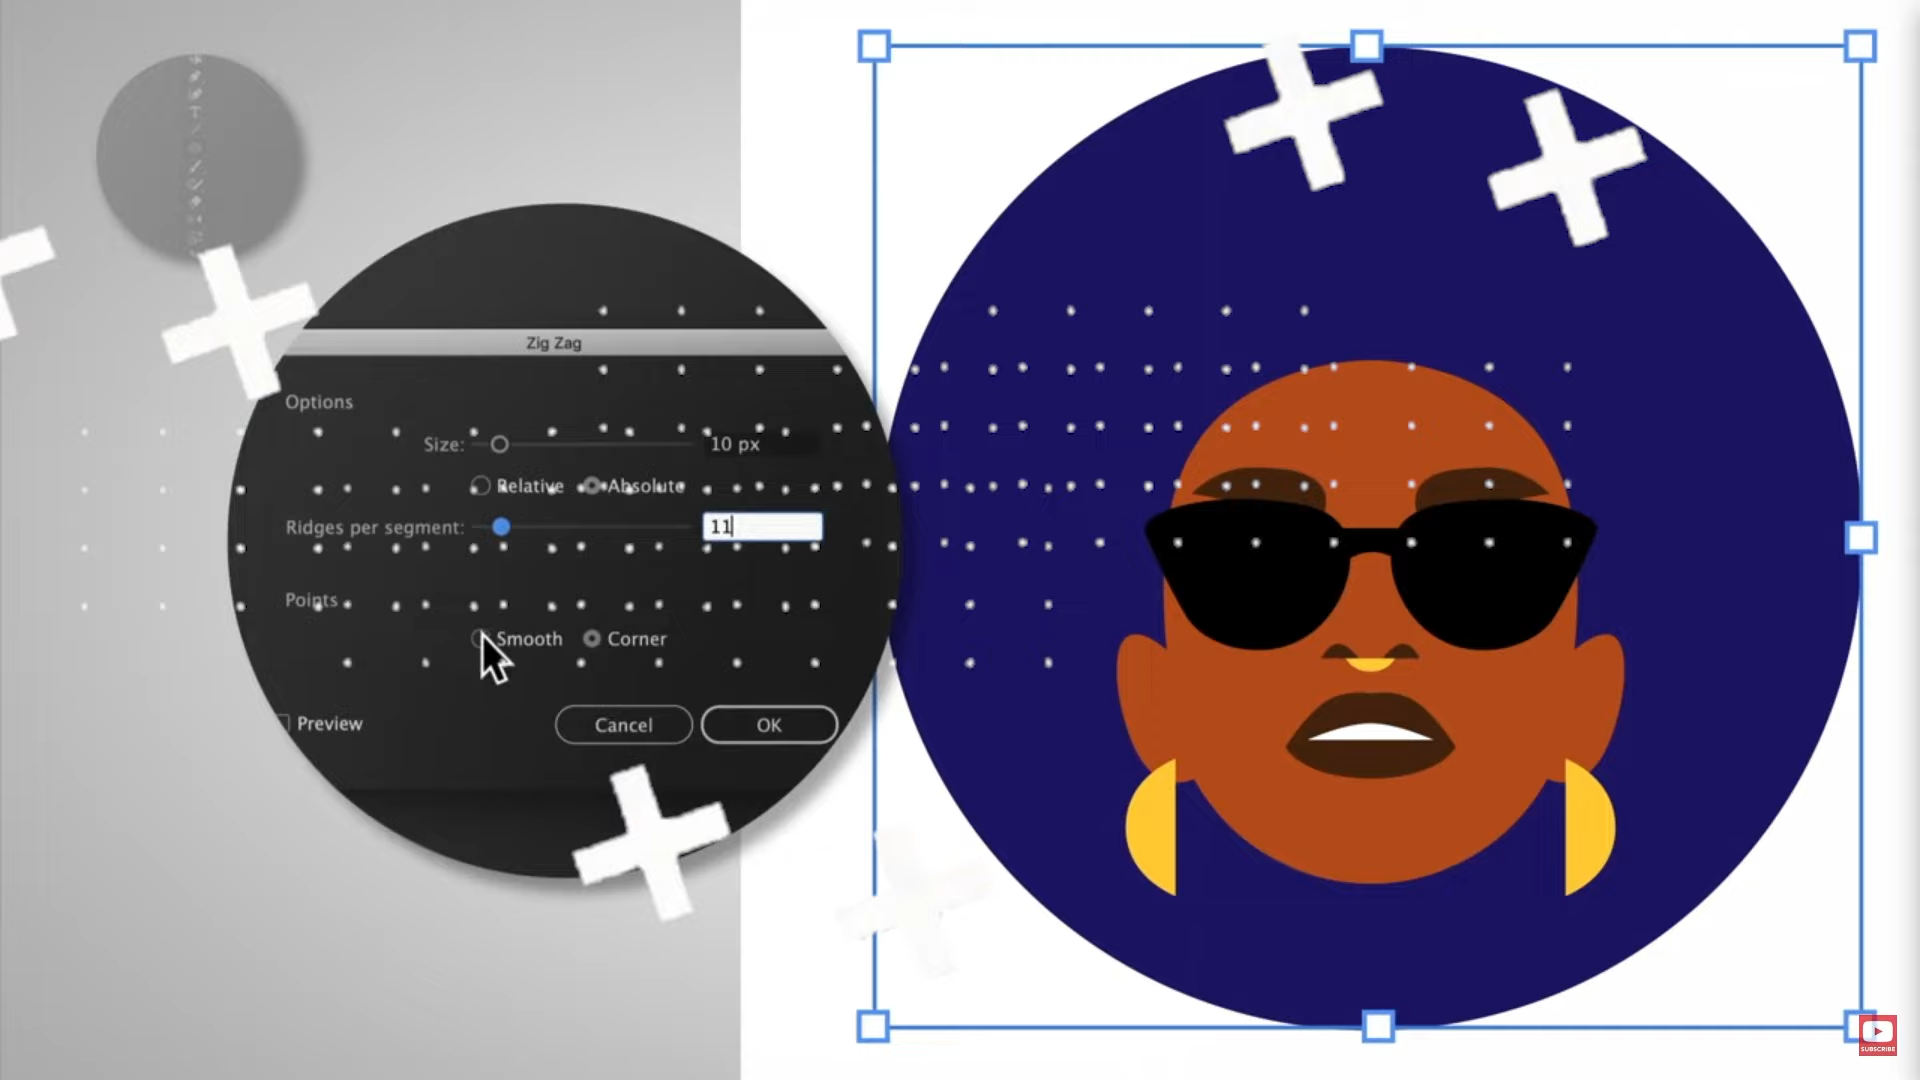 Zig Zag
Options
Size: 10 px
Relative Absolute
Ridges per segment: 11
Points
Smooth Corner
Preview Cancel OK
SUBSCRIBE